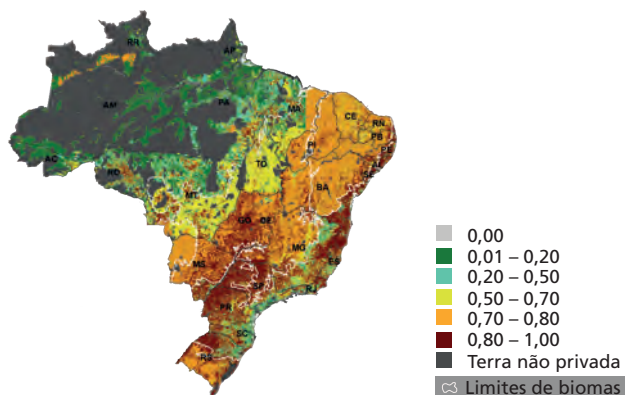 RR
AP
AM
PA
MA
CE
RN
PB
PE
AL
SE
PI
AC
RO
TO
BA
MT
GO
DF
MG
ES
MS
SP
RJ
PR
SC
RS
0,00
0,01 – 0,20
0,20 – 0,50
0,50 – 0,70
0,70 – 0,80
0,80 – 1,00
Terra não privada
Limites de biomas